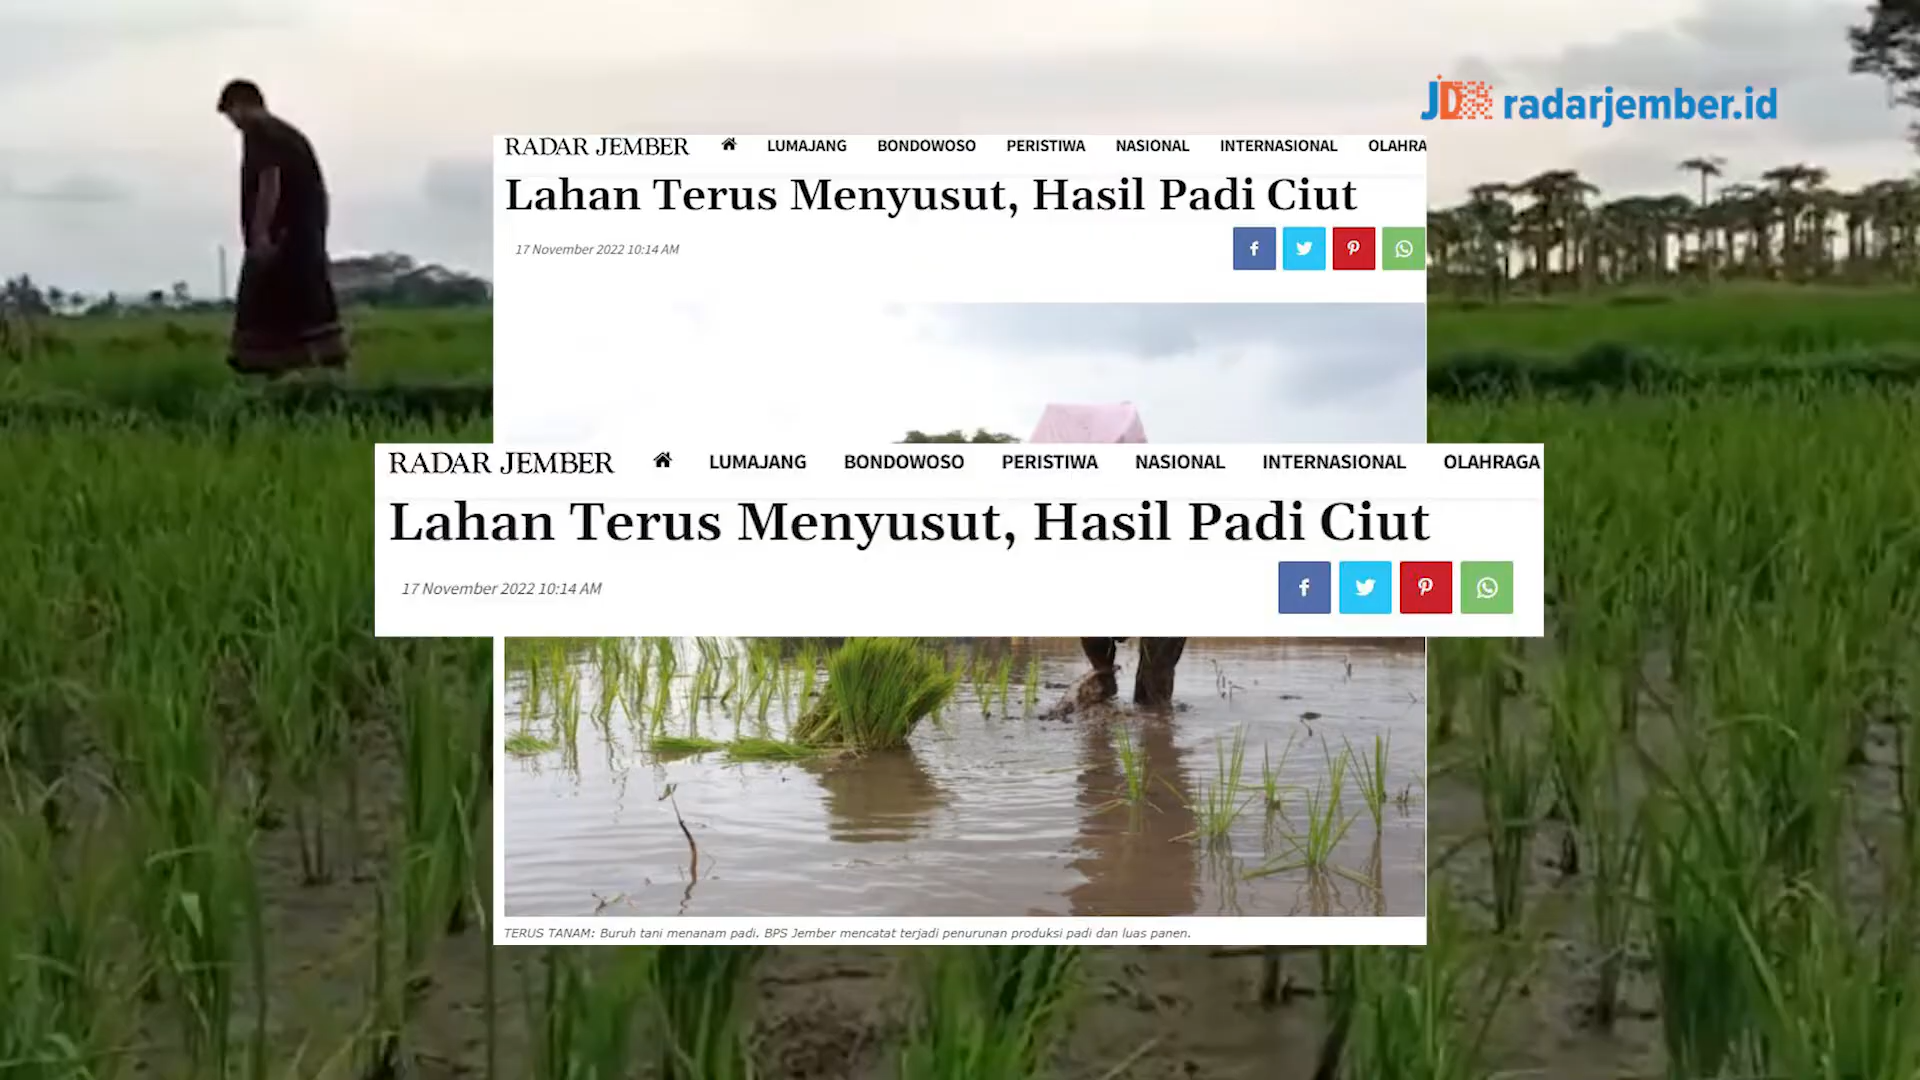 JDR radarjember.id
RADAR JEMBER LUMAJANG BONDOWOSO PERISTIWA NASIONAL INTERNASIONAL OLAHRA
Lahan Terus Menyusut, Hasil Padi Ciut
17 November 2022 10:14 AM
RADAR JEMBER LUMAJANG BONDOWOSO PERISTIWA NASIONAL INTERNASIONAL OLAHRAGA
Lahan Terus Menyusut, Hasil Padi Ciut
17 November 2022 10:14 AM
TERUS TANAM: Buruh tani menanam padi. BPS Jember mencatat terjadi penurunan produksi padi dan luas panen.